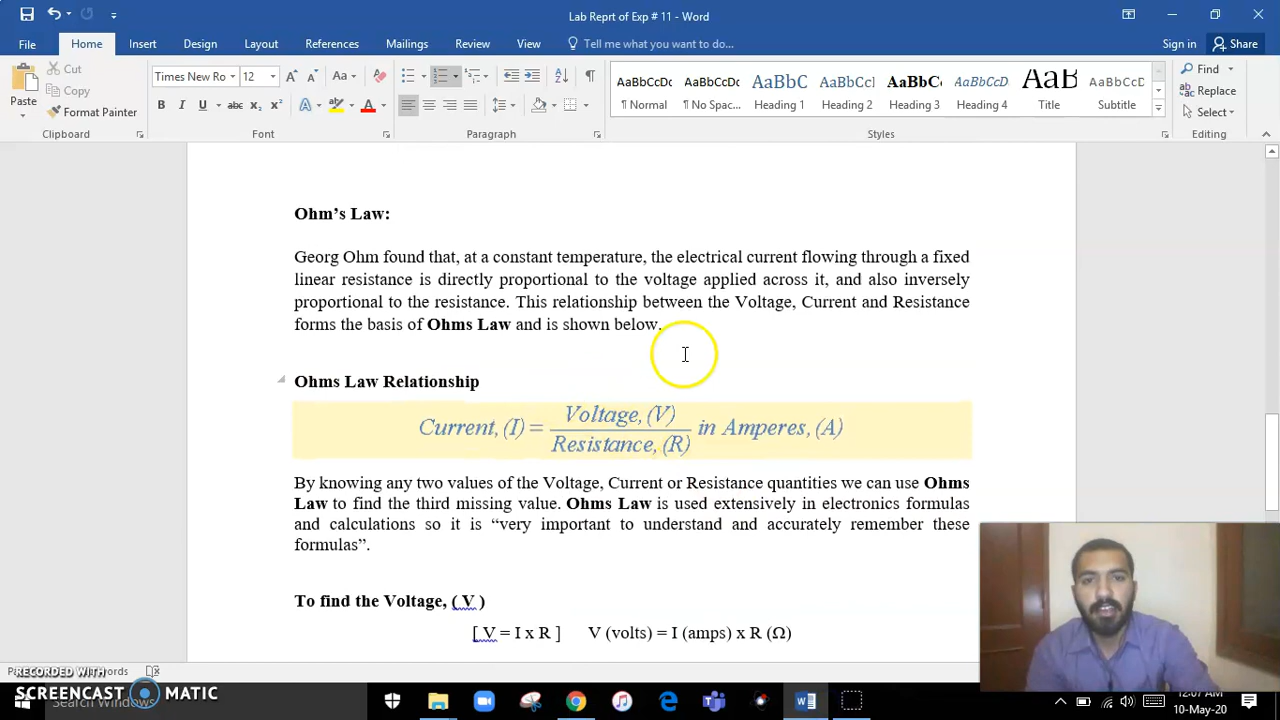 Lab Reprt of Exp # 11 - Word
File Home Insert Design Layout References Mailings Review View Tell me what you want to do... Sign in Share
Paste
Cut
Copy
Format Painter
Clipboard
Times New Ro 12
Font
Paragraph
AaBbCcDc AaBbCcDc AaBbC AaBbCcD AaBbC AaBbCcD. AaB AaBbCcD
¶ Normal ¶ No Spac... Heading 1 Heading 2 Heading 3 Heading 4 Title Subtitle
Styles
Find
Replace
Select
Editing
Ohm’s Law:
Georg Ohm found that, at a constant temperature, the electrical current flowing through a fixed
linear resistance is directly proportional to the voltage applied across it, and also inversely
proportional to the resistance. This relationship between the Voltage, Current and Resistance
forms the basis of Ohms Law and is shown below.
Ohms Law Relationship
Current, (I) = Voltage, (V) / Resistance, (R) in Amperes, (A)
By knowing any two values of the Voltage, Current or Resistance quantities we can use Ohms
Law to find the third missing value. Ohms Law is used extensively in electronics formulas
and calculations so it is “very important to understand and accurately remember these
formulas”.
To find the Voltage, ( V )
[ V = I x R ] V (volts) = I (amps) x R (Ω)
RECORDED WITH
SCREENCAST MATIC
Search Windows
12:07 AM
10-May-20